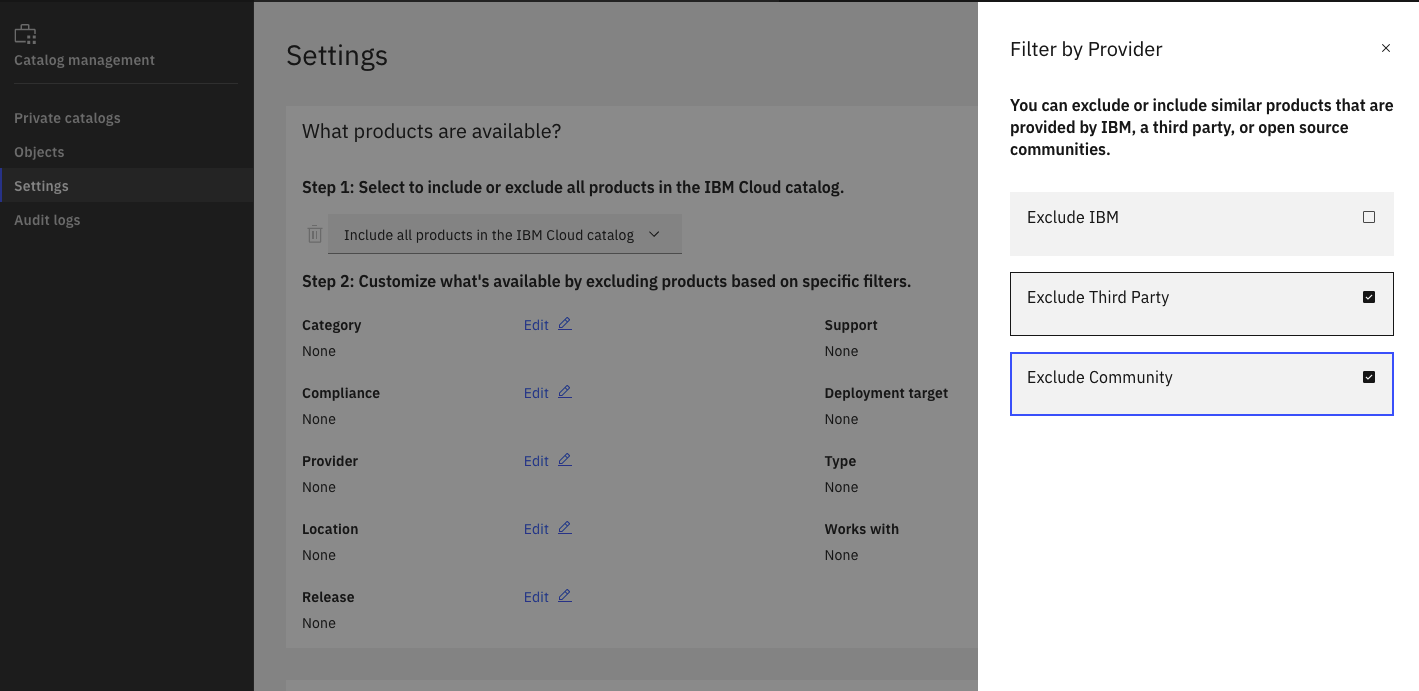 Catalog management
Private catalogs
Objects
Settings
Audit logs
Settings
What products are available?
Step 1: Select to include or exclude all products in the IBM Cloud catalog.
Include all products in the IBM Cloud catalog
Step 2: Customize what's available by excluding products based on specific filters.
Category Edit Support
None None
Compliance Edit Deployment target
None None
Provider Edit Type
None None
Location Edit Works with
None None
Release Edit
None
Filter by Provider
You can exclude or include similar products that are
provided by IBM, a third party, or open source
communities.
Exclude IBM
Exclude Third Party
Exclude Community